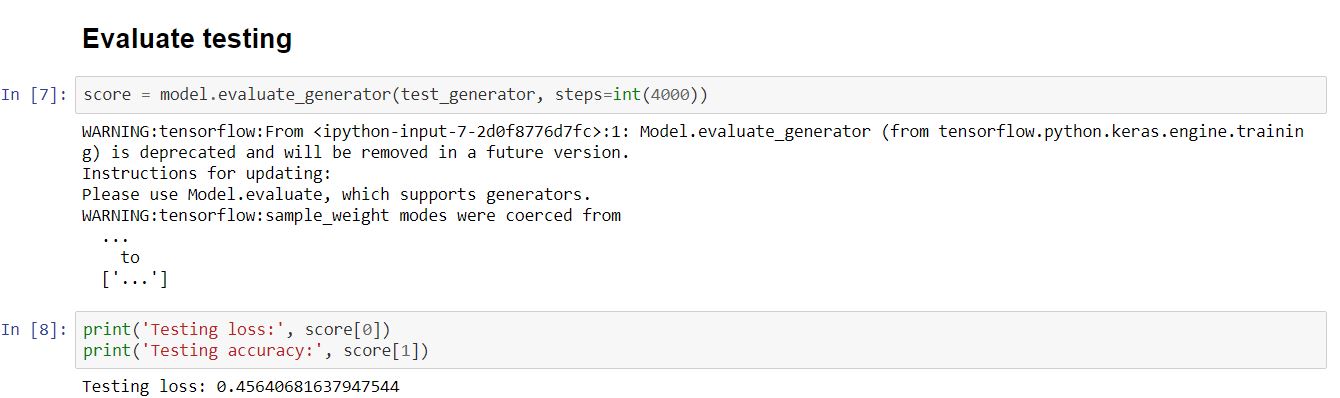 Evaluate testing
In [7]: score = model.evaluate_generator(test_generator, steps=int(4000))
WARNING:tensorflow:From <ipython-input-7-2d0f8776d7fc>:1: Model.evaluate_generator (from tensorflow.python.keras.engine.trainin
g) is deprecated and will be removed in a future version.
Instructions for updating:
Please use Model.evaluate, which supports generators.
WARNING:tensorflow:sample_weight modes were coerced from
...
to
['...']
In [8]: print('Testing loss:', score[0])
print('Testing accuracy:', score[1])
Testing loss: 0.45640681637947544